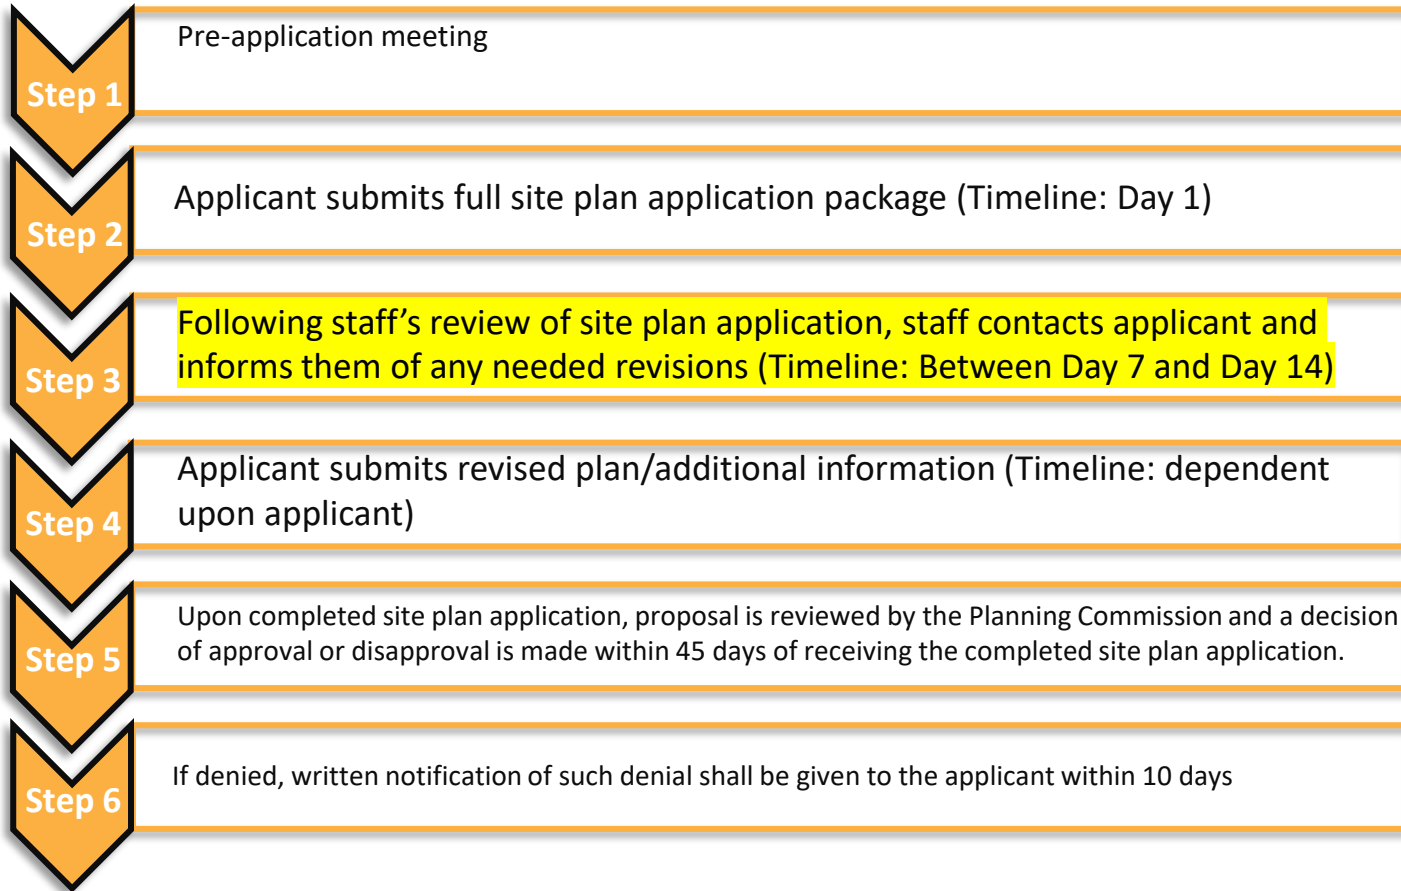 Step 1
Pre-application meeting
Step 2
Applicant submits full site plan application package (Timeline: Day 1)
Step 3
Following staff’s review of site plan application, staff contacts applicant and
informs them of any needed revisions (Timeline: Between Day 7 and Day 14)
Step 4
Applicant submits revised plan/additional information (Timeline: dependent
upon applicant)
Step 5
Upon completed site plan application, proposal is reviewed by the Planning Commission and a decision
of approval or disapproval is made within 45 days of receiving the completed site plan application.
Step 6
If denied, written notification of such denial shall be given to the applicant within 10 days